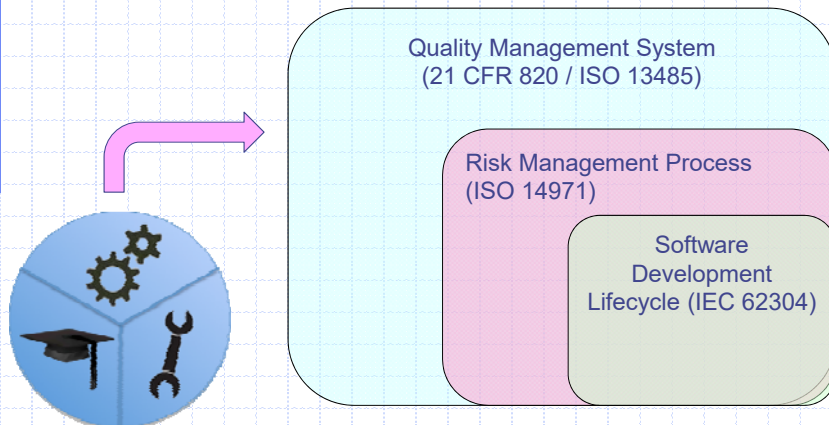 Quality Management System
(21 CFR 820 / ISO 13485)
Risk Management Process
(ISO 14971)
Software
Development
Lifecycle (IEC 62304)